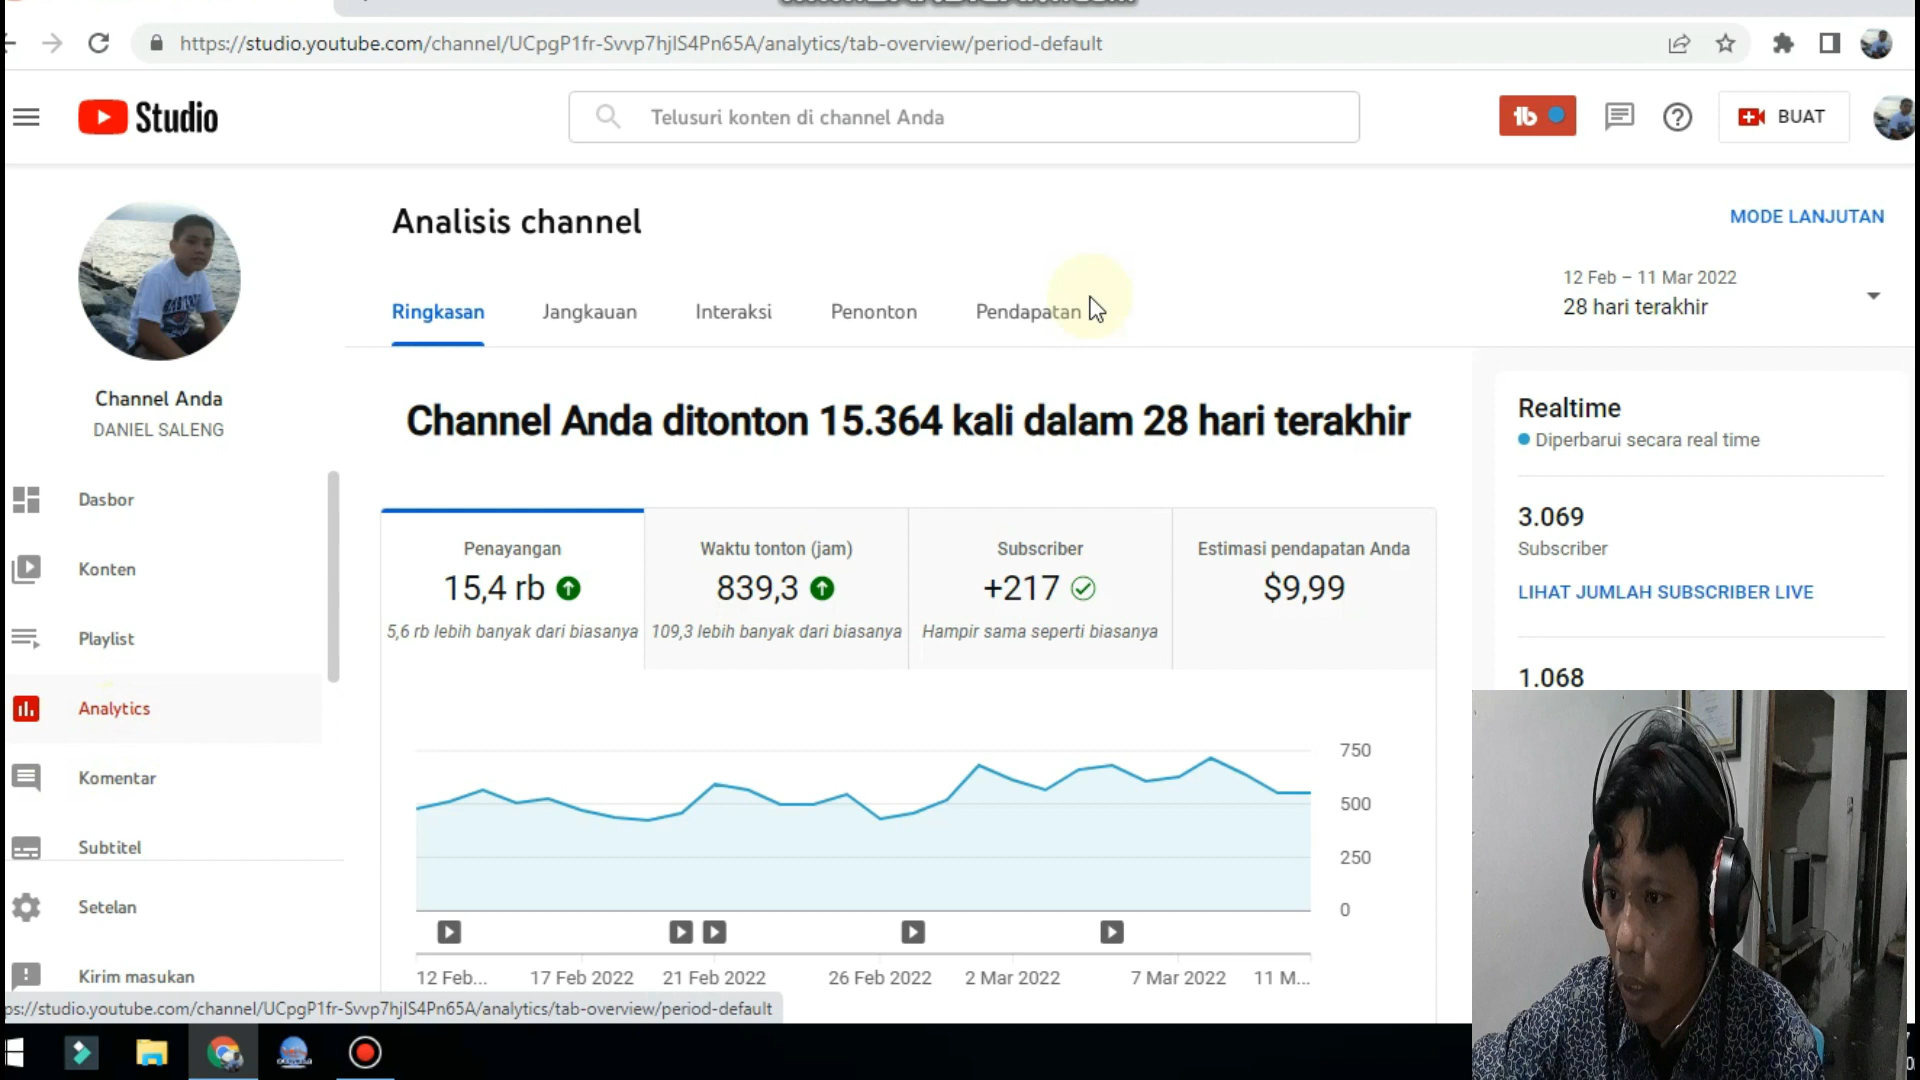 https://studio.youtube.com/channel/UCpgP1fr-Svvp7hjIS4Pn65A/analytics/tab-overview/period-default
Studio
Telusuri konten di channel Anda
BUAT
Analisis channel
MODE LANJUTAN
12 Feb – 11 Mar 2022
28 hari terakhir
Ringkasan
Jangkauan
Interaksi
Penonton
Pendapatan
Channel Anda
DANIEL SALENG
Dasbor
Konten
Playlist
Analytics
Komentar
Subtitel
Setelan
Kirim masukan
Channel Anda ditonton 15.364 kali dalam 28 hari terakhir
Penayangan
15,4 rb
5,6 rb lebih banyak dari biasanya
Waktu tonton (jam)
839,3
109,3 lebih banyak dari biasanya
Subscriber
+217
Hampir sama seperti biasanya
Estimasi pendapatan Anda
$9,99
750
500
250
0
12 Feb...
17 Feb 2022
21 Feb 2022
26 Feb 2022
2 Mar 2022
7 Mar 2022
11 M...
Realtime
Diperbarui secara real time
3.069
Subscriber
LIHAT JUMLAH SUBSCRIBER LIVE
1.068
ps://studio.youtube.com/channel/UCpgP1fr-Svvp7hjIS4Pn65A/analytics/tab-overview/period-default